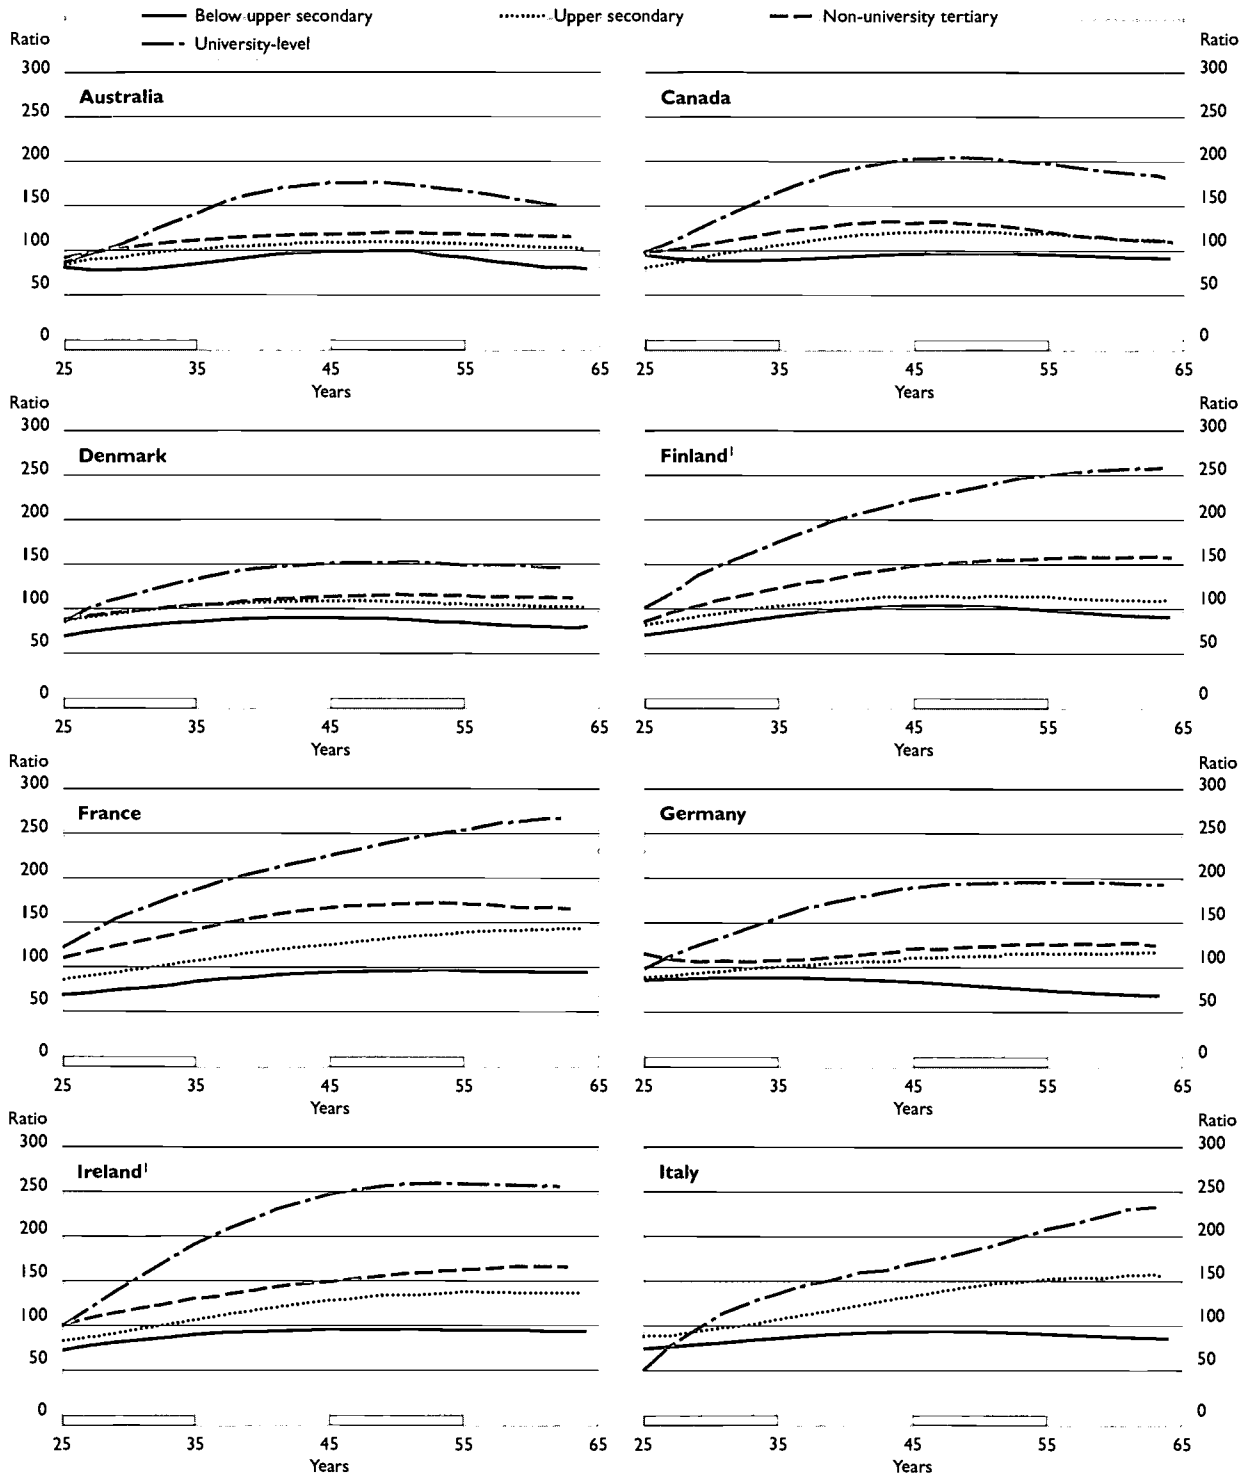 Below upper secondary Upper secondary Non-university tertiary
University-level
Ratio Ratio
300 300
Australia Canada
250 250
200 200
150 150
100 100
50 50
0 0
25 35 45 55 65 25 35 45 55 65
Years Years
Ratio Ratio
300 300
Denmark Finland¹
250 250
200 200
150 150
100 100
50 50
0 0
25 35 45 55 65 25 35 45 55 65
Years Years
Ratio Ratio
300 300
France Germany
250 250
200 200
150 150
100 100
50 50
0 0
25 35 45 55 65 25 35 45 55 65
Years Years
Ratio Ratio
300 300
Ireland¹ Italy
250 250
200 200
150 150
100 100
50 50
0 0
25 35 45 55 65 25 35 45 55 65
Years Years